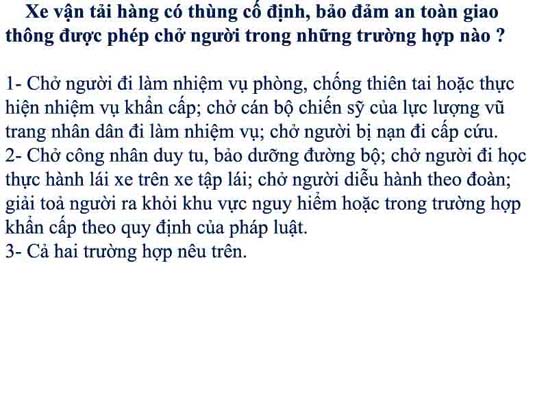 Xe vận tải hàng có thùng cố định, bảo đảm an toàn giao
thông được phép chở người trong những trường hợp nào ?
1- Chở người đi làm nhiệm vụ phòng, chống thiên tai hoặc thực
hiện nhiệm vụ khẩn cấp; chở cán bộ chiến sỹ của lực lượng vũ
trang nhân dân đi làm nhiệm vụ; chở người bị nạn đi cấp cứu.
2- Chở công nhân duy tu, bảo dưỡng đường bộ; chở người đi học
thực hành lái xe trên xe tập lái; chở người diễu hành theo đoàn;
giải toả người ra khỏi khu vực nguy hiểm hoặc trong trường hợp
khẩn cấp theo quy định của pháp luật.
3- Cả hai trường hợp nêu trên.